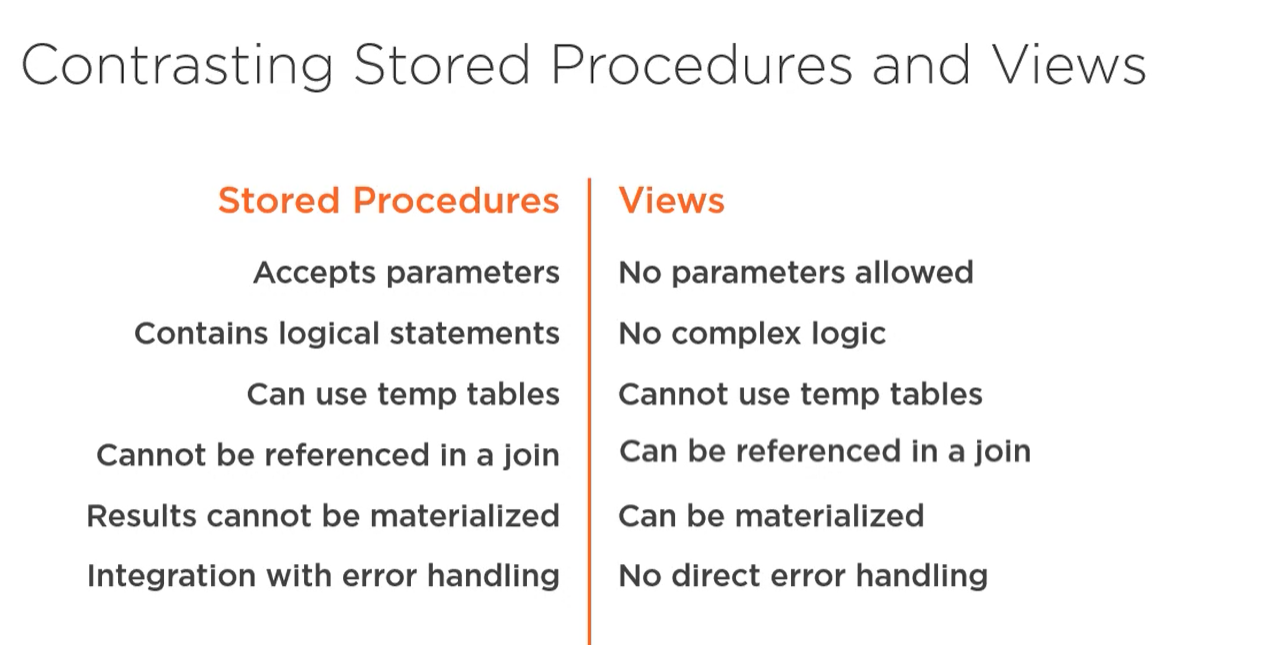 Contrasting Stored Procedures and Views
Stored Procedures
Views
Accepts parameters
No parameters allowed
Contains logical statements
No complex logic
Can use temp tables
Cannot use temp tables
Cannot be referenced in a join
Can be referenced in a join
Results cannot be materialized
Can be materialized
Integration with error handling
No direct error handling